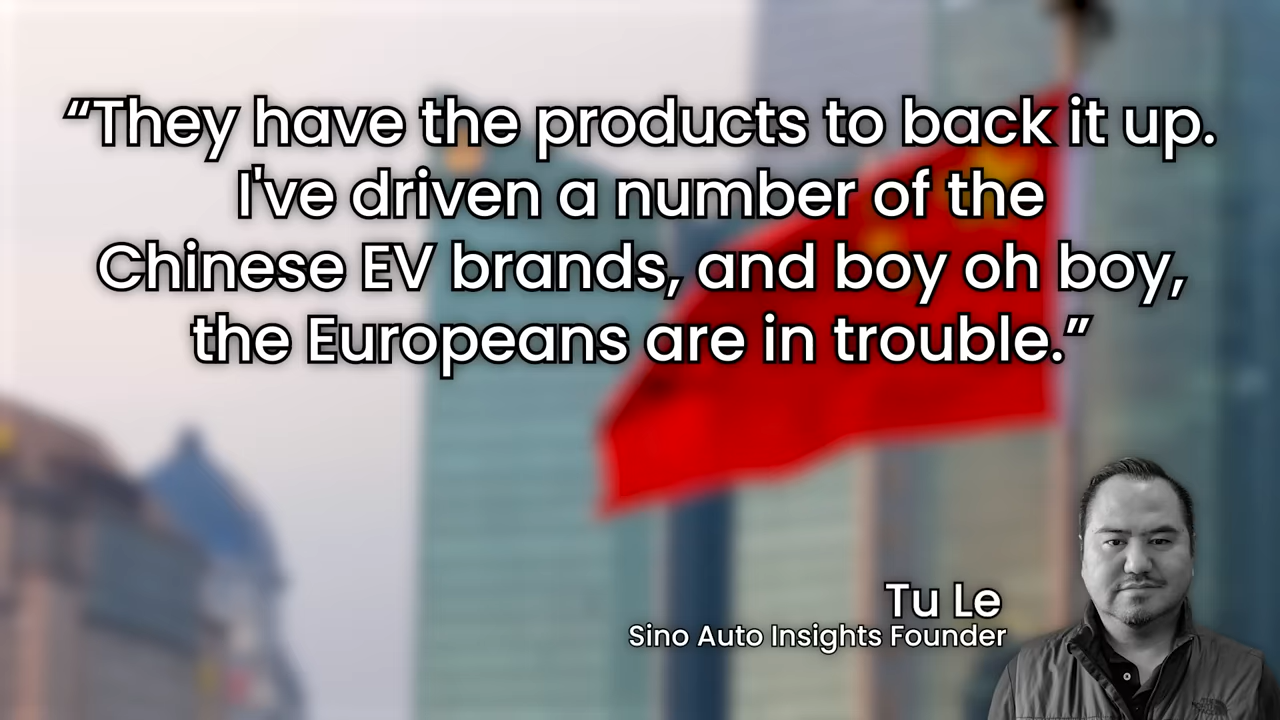 “They have the products to back it up.
I've driven a number of the
Chinese EV brands, and boy oh boy,
the Europeans are in trouble.”
Tu Le
Sino Auto Insights Founder